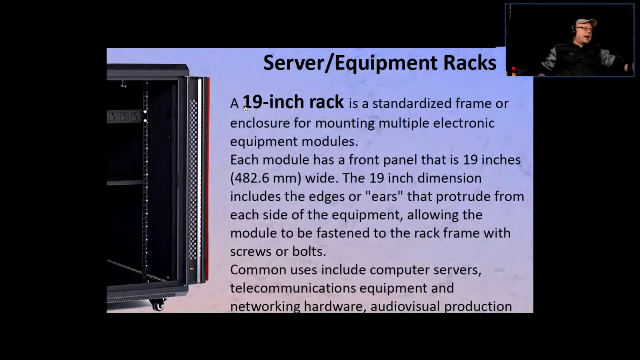 Server/Equipment Racks
A 19-inch rack is a standardized frame or
enclosure for mounting multiple electronic
equipment modules.
Each module has a front panel that is 19 inches
(482.6 mm) wide. The 19 inch dimension
includes the edges or "ears" that protrude from
each side of the equipment, allowing the
module to be fastened to the rack frame with
screws or bolts.
Common uses include computer servers,
telecommunications equipment and
networking hardware, audiovisual production